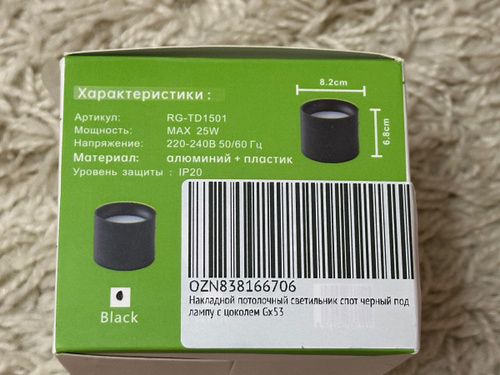 8.2cm
Характеристики :
6.8cm
Артикул: RG-TD1501
Мощность: MAX 25W
Напряжение: 220-240В 50/60 Гц
Материал: алюминий + пластик
Уровень защиты : IP20
OZN838166706
Накладной потолочный светильник спот черный под
лампу с цоколем Gx53
Black